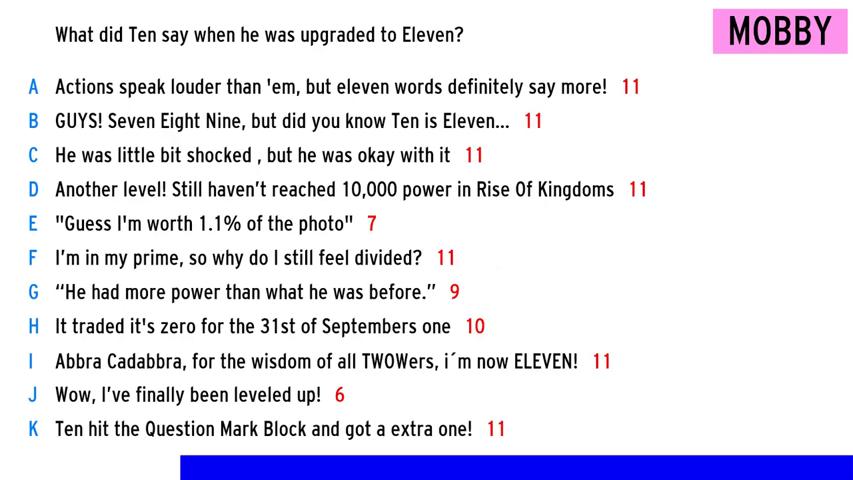 What did Ten say when he was upgraded to Eleven?
MOBBY
A Actions speak louder than 'em, but eleven words definitely say more! 11
B GUYS! Seven Eight Nine, but did you know Ten is Eleven... 11
C He was little bit shocked , but he was okay with it 11
D Another level! Still haven't reached 10,000 power in Rise Of Kingdoms 11
E "Guess I'm worth 1.1% of the photo" 7
F I'm in my prime, so why do I still feel divided? 11
G “He had more power than what he was before.” 9
H It traded it's zero for the 31st of Septembers one 10
I Abbra Cadabbra, for the wisdom of all TWOWers, i´m now ELEVEN! 11
J Wow, I've finally been leveled up! 6
K Ten hit the Question Mark Block and got a extra one! 11